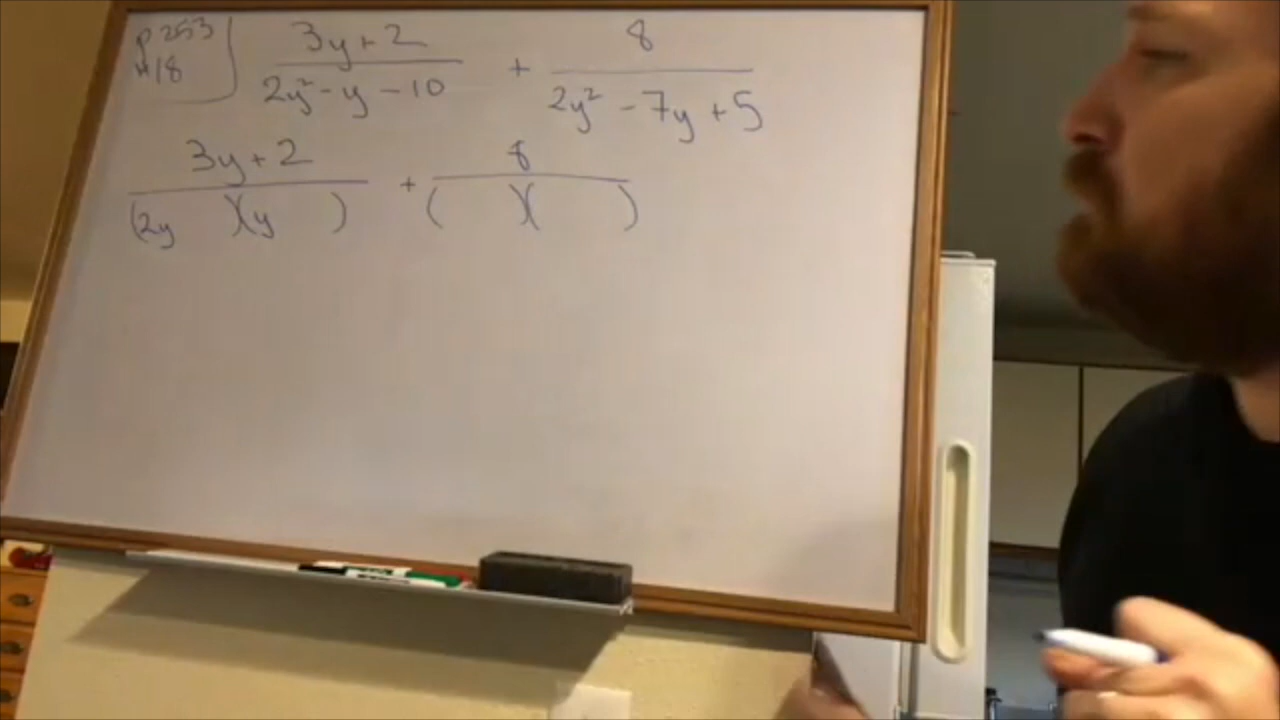 p 253
#18
3y+2 / 2y² - y - 10 + 8 / 2y² - 7y + 5
3y+2 / (2y )(y ) + 8 / ( )( )